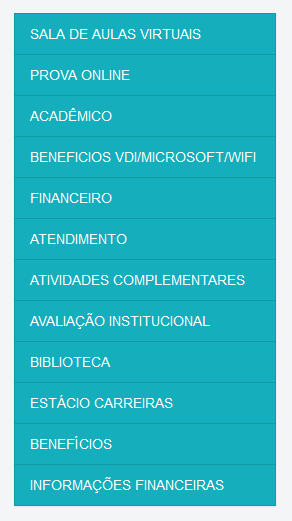 SALA DE AULAS VIRTUAIS
PROVA ONLINE
ACADÊMICO
BENEFICIOS VDI/MICROSOFT/WIFI
FINANCEIRO
ATENDIMENTO
ATIVIDADES COMPLEMENTARES
AVALIAÇÃO INSTITUCIONAL
BIBLIOTECA
ESTÁCIO CARREIRAS
BENEFÍCIOS
INFORMAÇÕES FINANCEIRAS